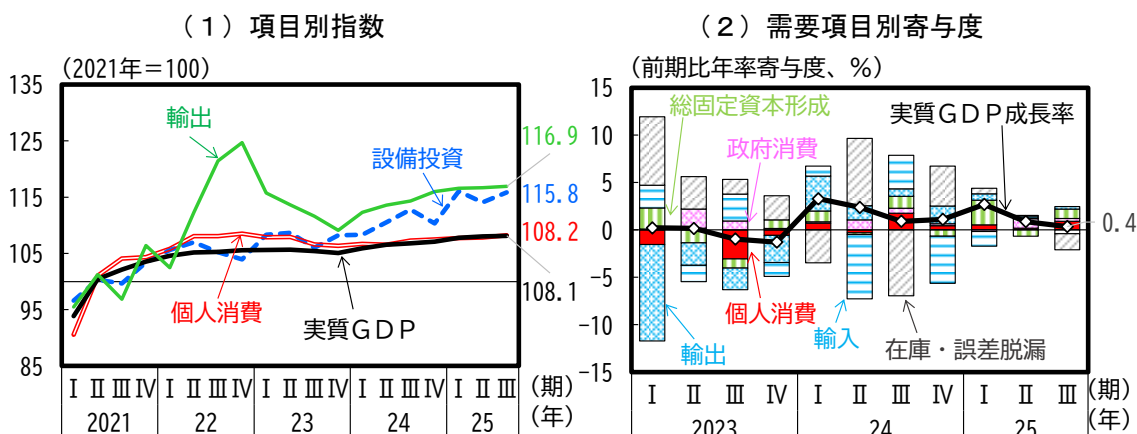 (1)項目別指数
(2021年=100)
135
125
115
105
95
85
輸出
設備投資
個人消費
実質GDP
116.9
115.8
108.2
108.1
Ⅰ Ⅱ Ⅲ Ⅳ Ⅰ Ⅱ Ⅲ Ⅳ Ⅰ Ⅱ Ⅲ Ⅳ Ⅰ Ⅱ Ⅲ Ⅳ Ⅰ Ⅱ Ⅲ (期)
2021 22 23 24 25 (年)
(2)需要項目別寄与度
(前期比年率寄与度、%)
15
10
5
0
-5
-10
-15
総固定資本形成
実質GDP成長率
政府消費
0.4
個人消費
輸出
輸入
在庫・誤差脱漏
Ⅰ Ⅱ Ⅲ Ⅳ Ⅰ Ⅱ Ⅲ Ⅳ Ⅰ Ⅱ Ⅲ (期)
2023 24 25 (年)